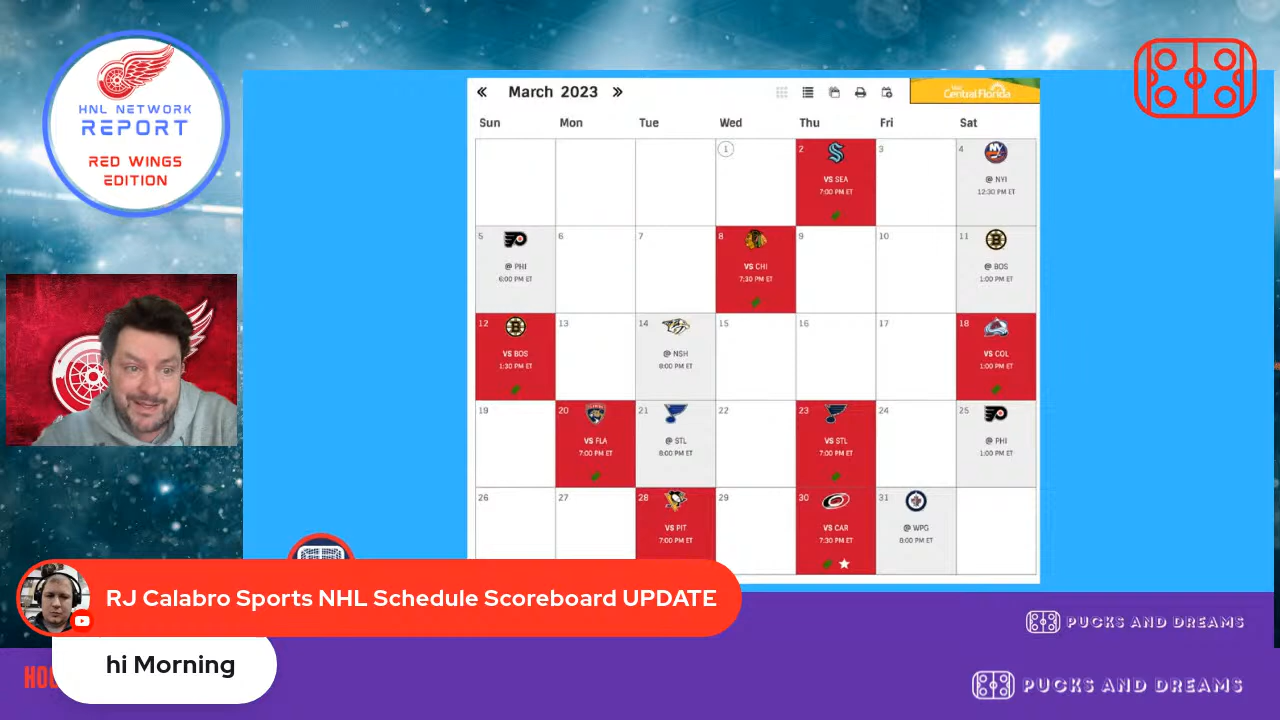 HNL NETWORK
REPORT
RED WINGS
EDITION
March 2023
Central Florida
Sun Mon Tue Wed Thu Fri Sat
1 2 3 4
VS SEA @ NYI
7:00 PM ET 12:30 PM ET
5 6 7 8 9 10 11
@ PHI VS CHI @ BOS
6:00 PM ET 7:30 PM ET 1:00 PM ET
12 13 14 15 16 17 18
VS BOS @ NSH VS COL
1:30 PM ET 8:00 PM ET 1:00 PM ET
19 20 21 22 23 24 25
VS FLA @ STL VS STL @ PHI
7:00 PM ET 8:00 PM ET 7:00 PM ET 1:00 PM ET
26 27 28 29 30 31
VS PIT VS CAR @ WPG
7:00 PM ET 7:30 PM ET 8:00 PM ET
RJ Calabro Sports NHL Schedule Scoreboard UPDATE
hi Morning
PUCKS AND DREAMS
HO
PUCKS AND DREAMS